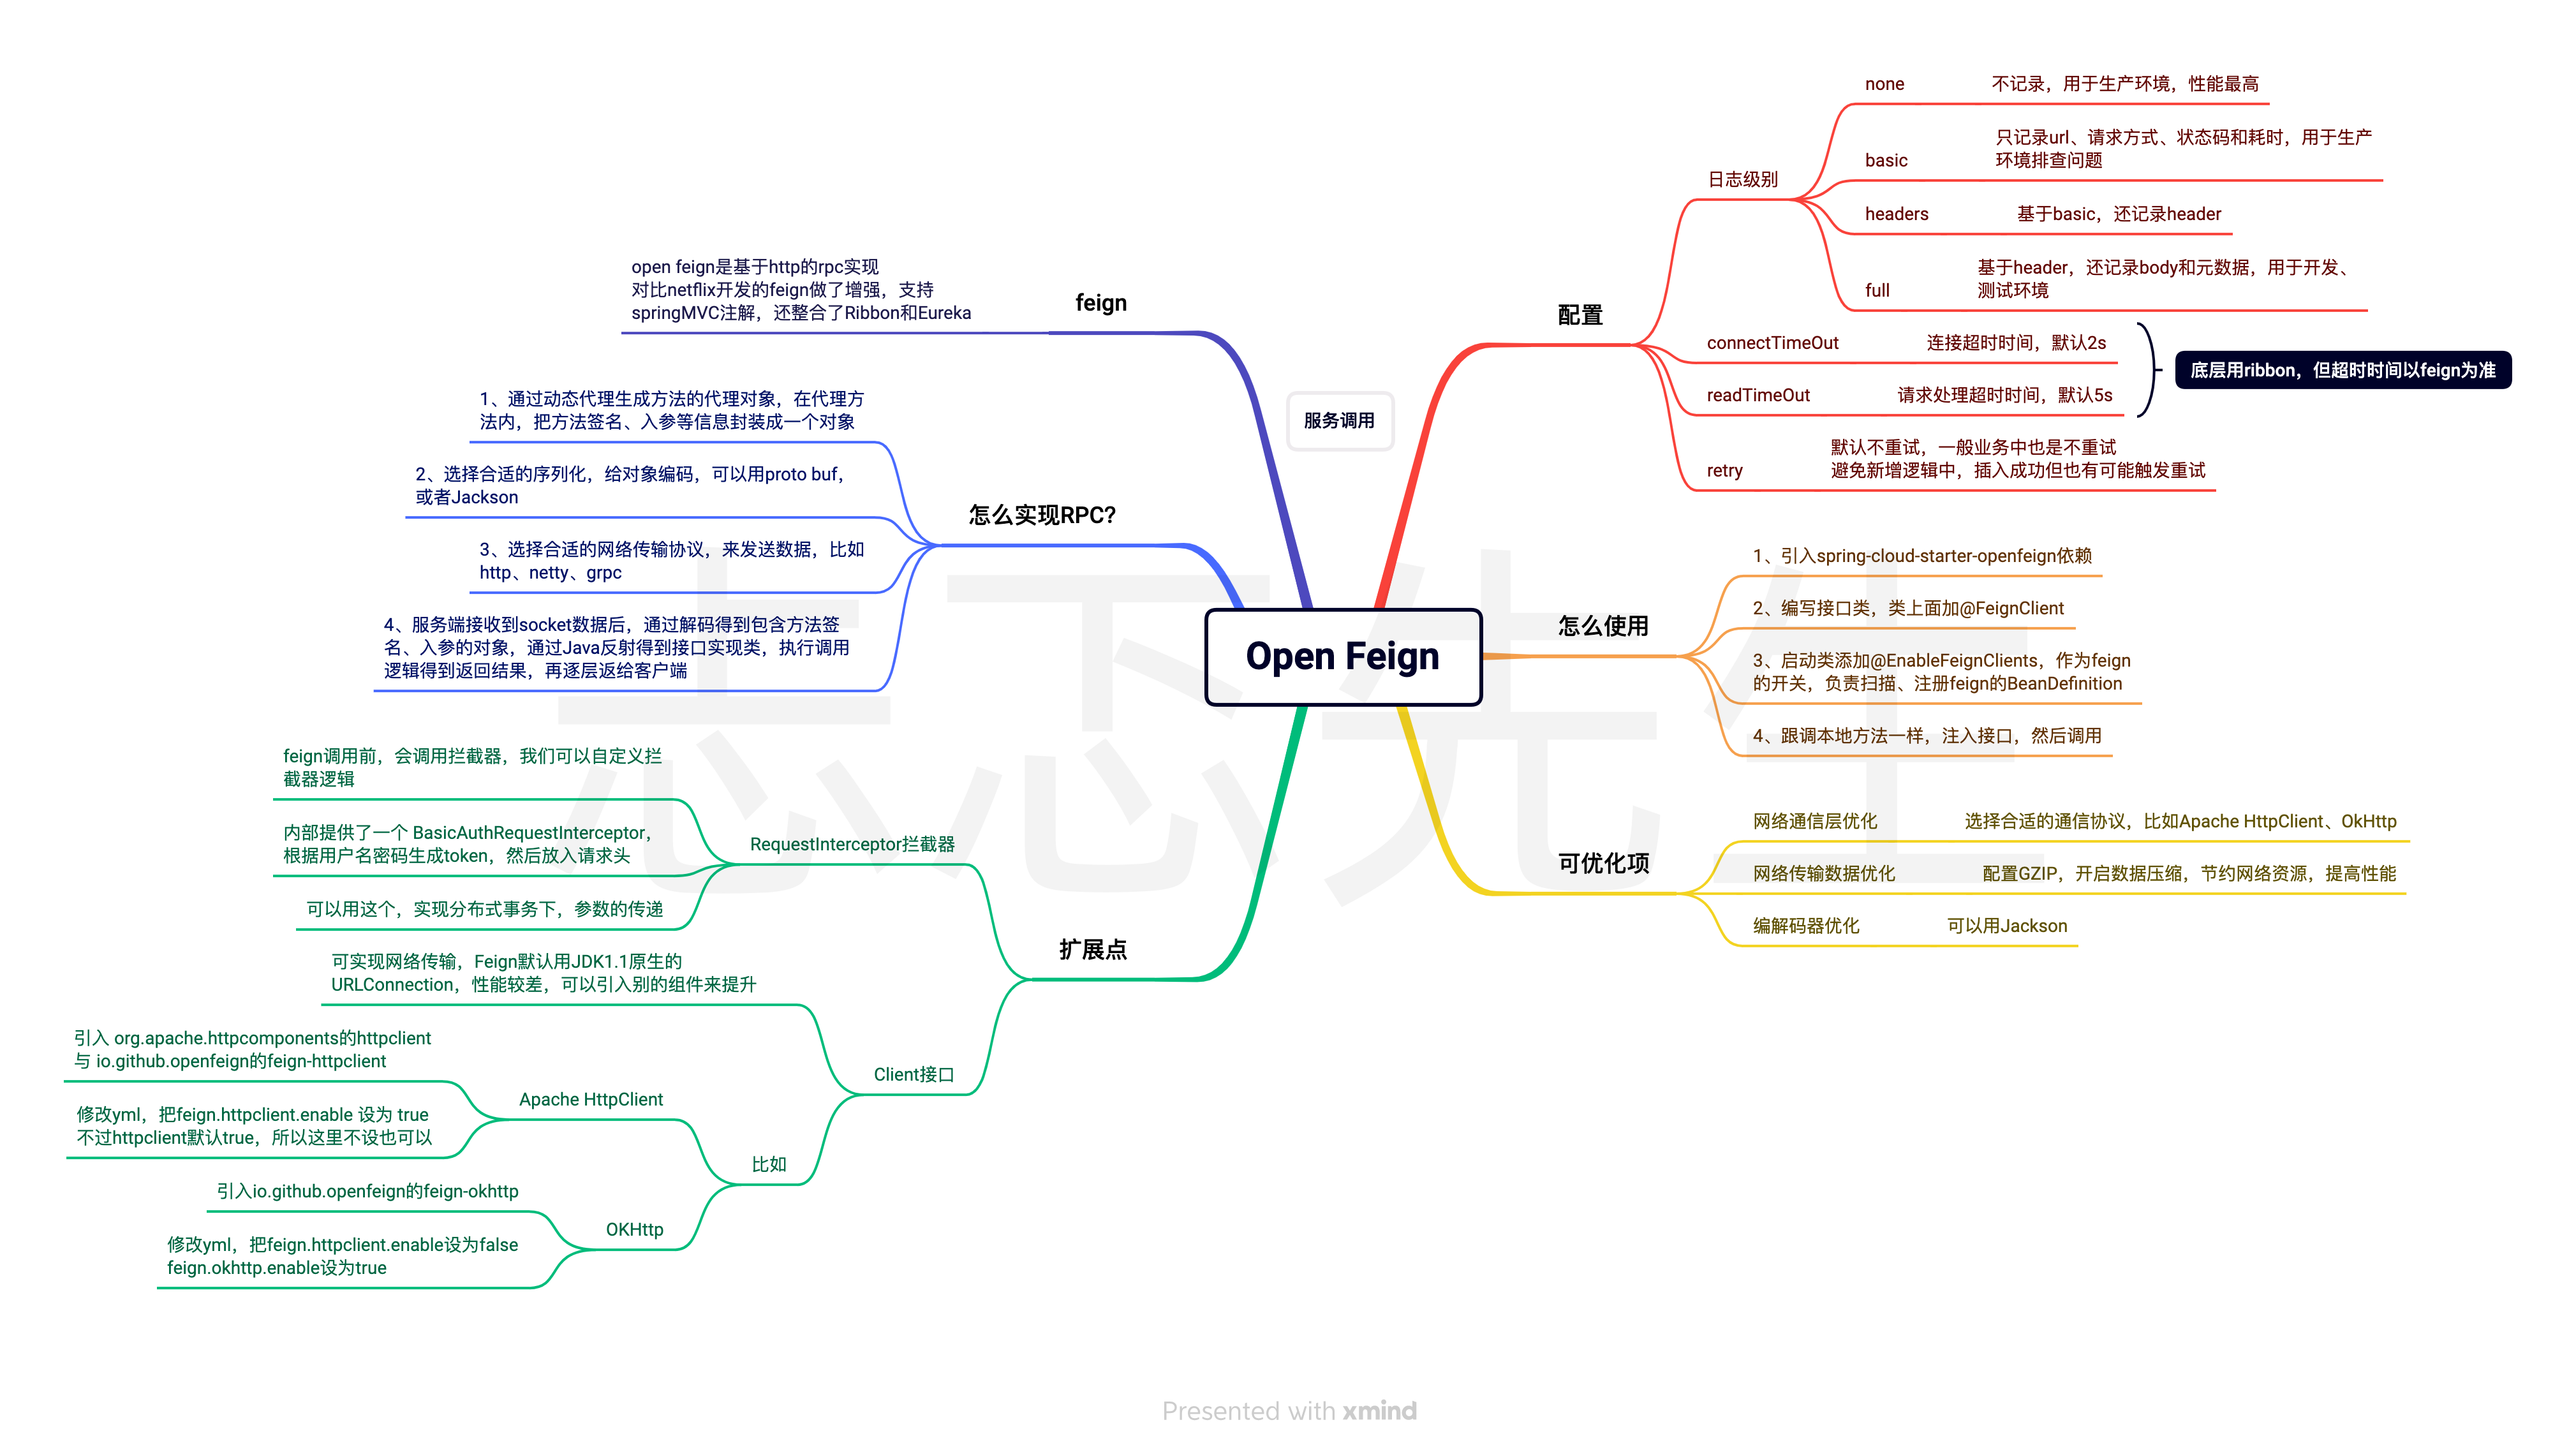 Open Feign
服务调用
feign
open feign是基于http的rpc实现
对比netflix开发的feign做了增强，支持
springMVC注解，还整合了Ribbon和Eureka
怎么实现RPC?
1、通过动态代理生成方法的代理对象，在代理方
法内，把方法签名、入参等信息封装成一个对象
2、选择合适的序列化，给对象编码，可以用proto buf，
或者Jackson
3、选择合适的网络传输协议，来发送数据，比如
http、netty、grpc
4、服务端接收到socket数据后，通过解码得到包含方法签
名、入参的对象，通过Java反射得到接口实现类，执行调用
逻辑得到返回结果，再逐层返给客户端
扩展点
RequestInterceptor拦截器
feign调用前，会调用拦截器，我们可以自定义拦
截器逻辑
内部提供了一个 BasicAuthRequestInterceptor，
根据用户名密码生成token，然后放入请求头
可以用这个，实现分布式事务下，参数的传递
Client接口
可实现网络传输，Feign默认用JDK1.1原生的
URLConnection，性能较差，可以引入别的组件来提升
比如
Apache HttpClient
引入 org.apache.httpcomponents的httpclient
与 io.github.openfeign的feign-httpclient
修改yml，把feign.httpclient.enable 设为 true
不过httpclient默认true，所以这里不设也可以
OKHttp
引入io.github.openfeign的feign-okhttp
修改yml，把feign.httpclient.enable设为false
feign.okhttp.enable设为true
配置
日志级别
none
不记录，用于生产环境，性能最高
basic
只记录url、请求方式、状态码和耗时，用于生产
环境排查问题
headers
基于basic，还记录header
full
基于header，还记录body和元数据，用于开发、
测试环境
connectTimeOut
连接超时时间，默认2s
readTimeOut
请求处理超时时间，默认5s
底层用ribbon，但超时时间以feign为准
retry
默认不重试，一般业务中也是不重试
避免新增逻辑中，插入成功但也有可能触发重试
怎么使用
1、引入spring-cloud-starter-openfeign依赖
2、编写接口类，类上面加@FeignClient
3、启动类添加@EnableFeignClients，作为feign
的开关，负责扫描、注册feign的BeanDefinition
4、跟调本地方法一样，注入接口，然后调用
可优化项
网络通信层优化
选择合适的通信协议，比如Apache HttpClient、OkHttp
网络传输数据优化
配置GZIP，开启数据压缩，节约网络资源，提高性能
编解码器优化
可以用Jackson
忐忑先生
Presented with xmind